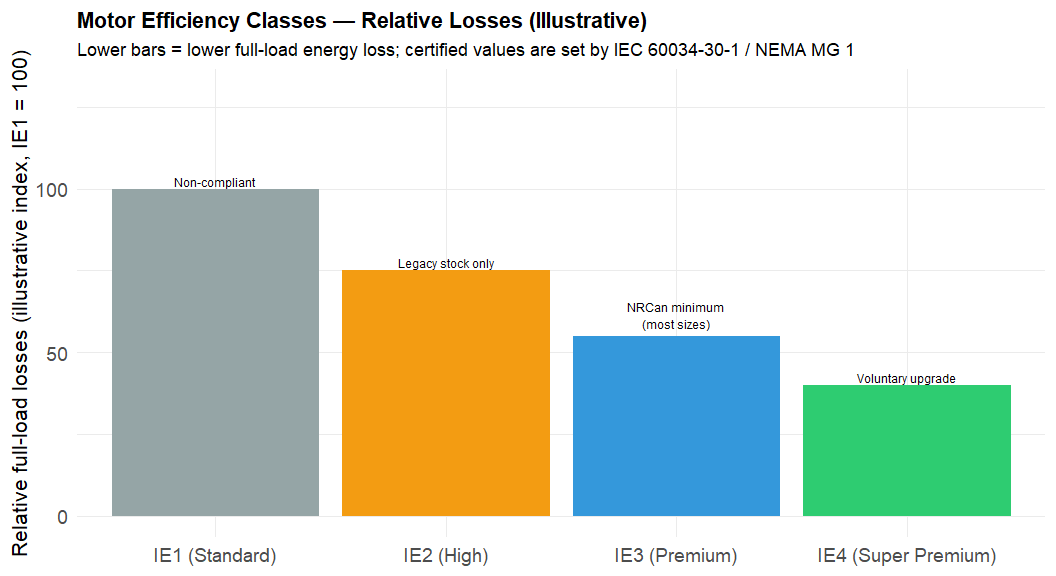 Motor Efficiency Classes — Relative Losses (Illustrative)
Lower bars = lower full-load energy loss; certified values are set by IEC 60034-30-1 / NEMA MG 1
Relative full-load losses (illustrative index, IE1 = 100)
100
50
0
Non-compliant
Legacy stock only
NRCan minimum
(most sizes)
Voluntary upgrade
IE1 (Standard)
IE2 (High)
IE3 (Premium)
IE4 (Super Premium)